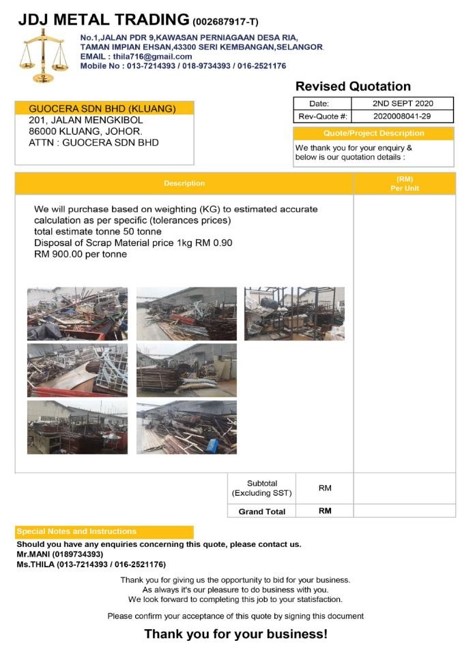 JDJ METAL TRADING (002687917-T)
No.1,JALAN PDR 9,KAWASAN PERNIAGAAN DESA RIA,
TAMAN IMPIAN EHSAN,43300 SERI KEMBANGAN,SELANGOR
EMAIL : thila716@gmail.com
Mobile No : 013-7214393 / 018-9734393 / 016-2521176
Revised Quotation
Date: 2ND SEPT 2020
Rev-Quote #: 2020008041-29
Quote/Project Description
We thank you for your enquiry &
below is our quotation details :
GUOCERA SDN BHD (KLUANG)
201, JALAN MENGKIBOL
86000 KLUANG, JOHOR.
ATTN : GUOCERA SDN BHD
Description (RM)
Per Unit
We will purchase based on weighting (KG) to estimated accurate
calculation as per specific (tolerances prices)
total estimate tonne 50 tonne
Disposal of Scrap Material price 1kg RM 0.90
RM 900.00 per tonne
Subtotal
(Excluding SST) RM
Grand Total RM
Special Notes and Instructions
Should you have any enquiries concerning this quote, please contact us.
Mr.MANI (0189734393)
Ms.THILA (013-7214393 / 016-2521176)
Thank you for giving us the opportunity to bid for your business.
As always it's our pleasure to do business with you.
We look forward to completing this job to your statisfaction.
Please confirm your acceptance of this quote by signing this document
Thank you for your business!